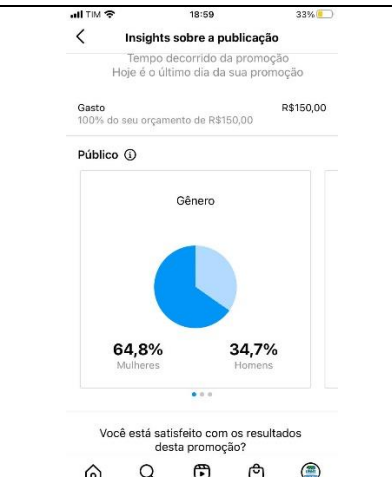 TIM 18:59 33%
Insights sobre a publicação
Tempo decorrido da promoção
Hoje é o último dia da sua promoção
Gasto R$150,00
100% do seu orçamento de R$150,00
Público
Gênero
64,8% 34,7%
Mulheres Homens
Você está satisfeito com os resultados
desta promoção?